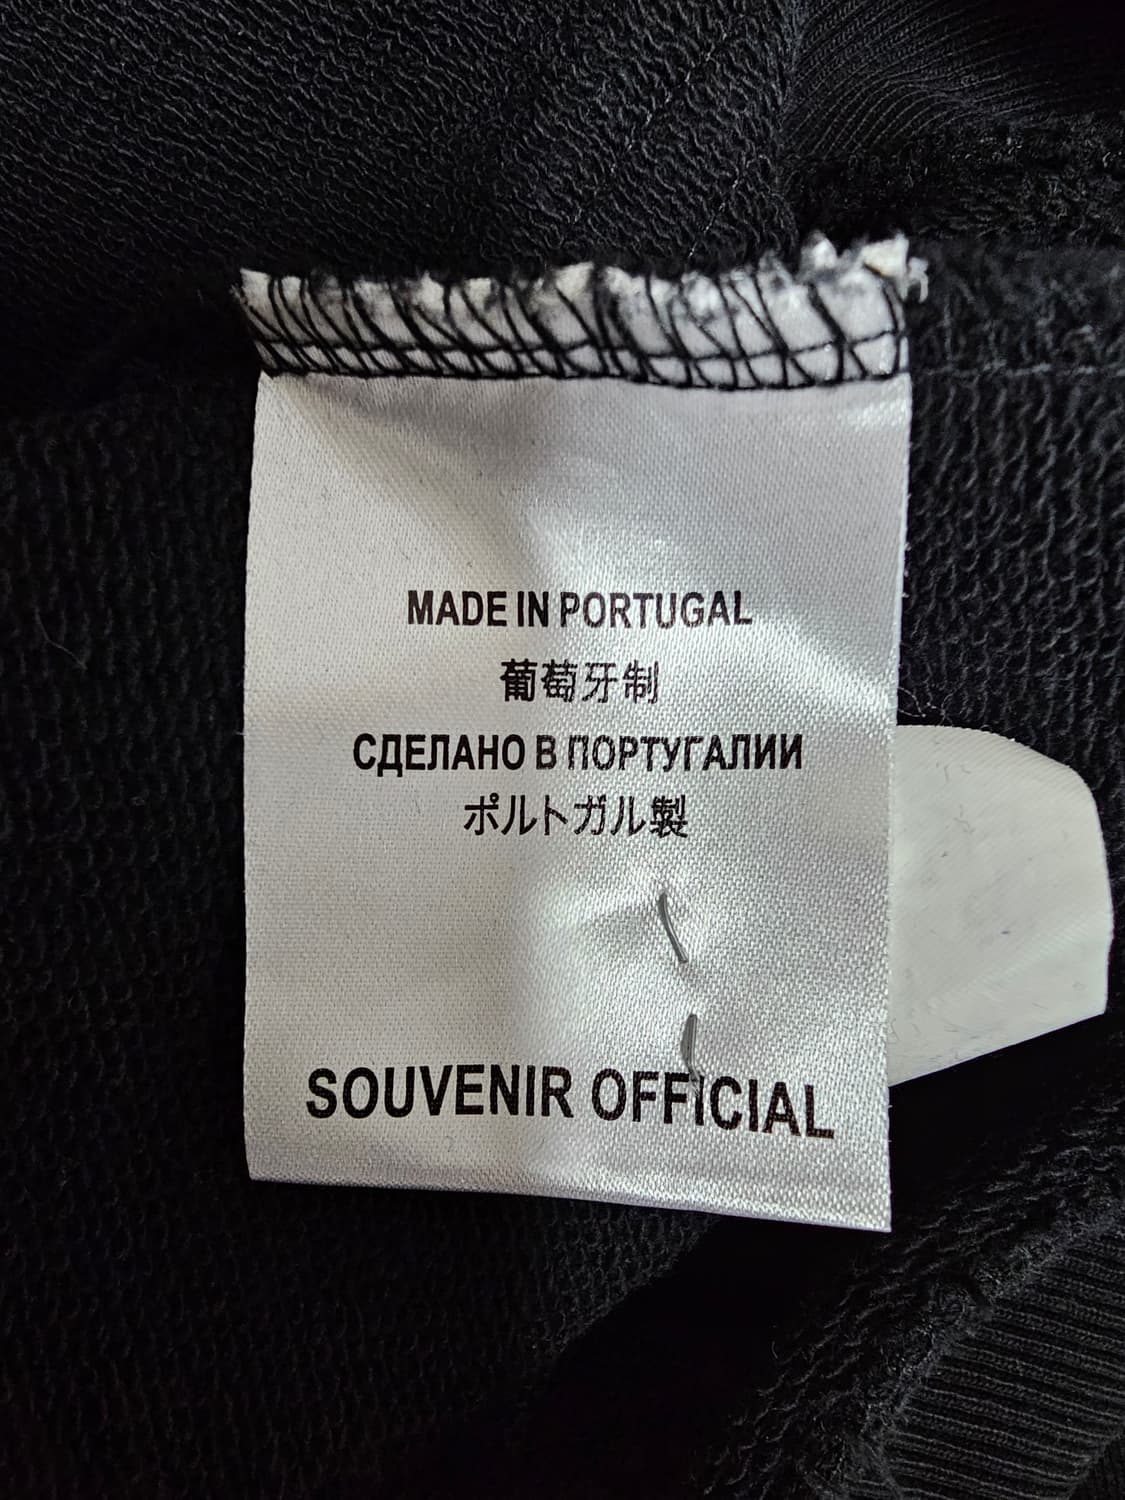 MADE IN PORTUGAL
葡萄牙制
СДЕЛАНО В ПОРТУГАЛИИ
ポルトガル製
SOUVENIR OFFICIAL